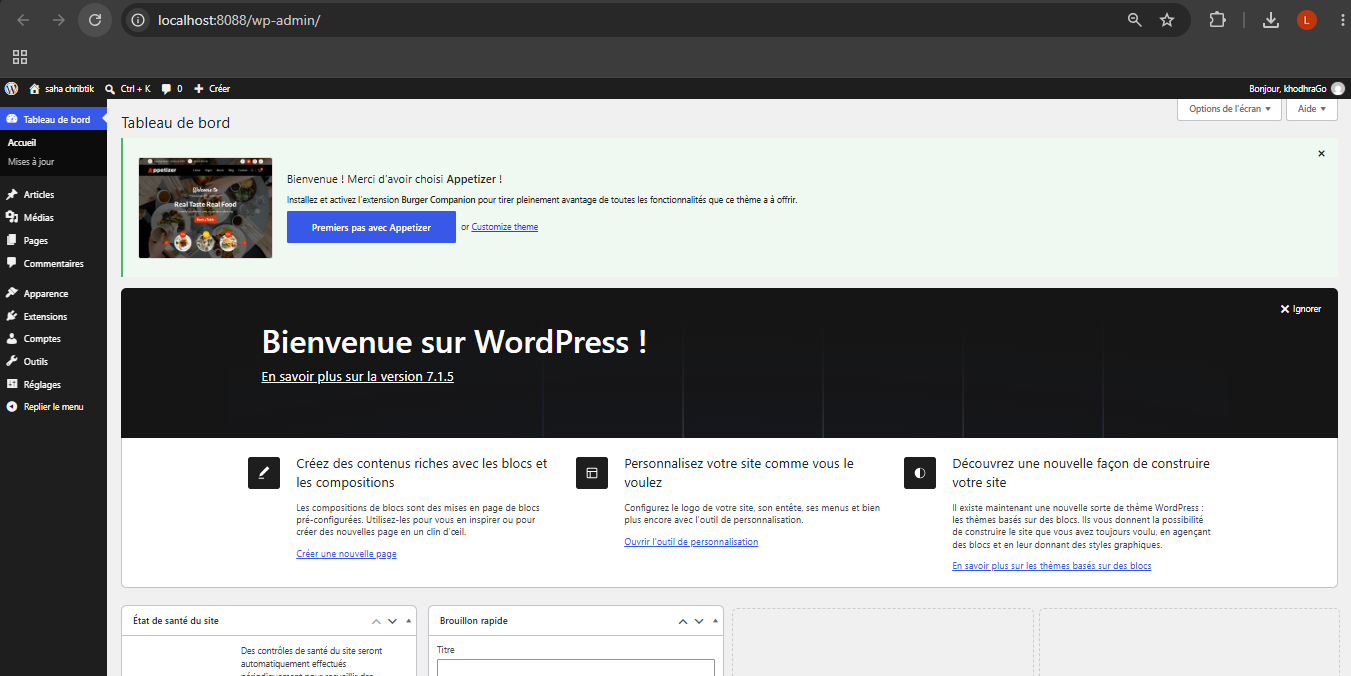 localhost:8088/wp-admin/
L
saha chribtik
Ctrl + K
0
Créer
Bonjour, khodhraGo
Tableau de bord
Accueil
Mises à jour
Articles
Médias
Pages
Commentaires
Apparence
Extensions
Comptes
Outils
Réglages
Replier le menu
Options de l'écran
Aide
Tableau de bord
Appetizer
Welcome To
Real Taste Real Food
Bienvenue ! Merci d'avoir choisi Appetizer !
Installez et activez l'extension Burger Companion pour tirer pleinement avantage de toutes les fonctionnalités que ce thème a à offrir.
Premiers pas avec Appetizer
or Customize theme
Ignorer
Bienvenue sur WordPress !
En savoir plus sur la version 7.1.5
Créez des contenus riches avec les blocs et
les compositions
Les compositions de blocs sont des mises en page de blocs
pré-configurées. Utilisez-les pour vous en inspirer ou pour
créer des nouvelles page en un clin d'œil.
Créer une nouvelle page
Personnalisez votre site comme vous le
voulez
Configurez le logo de votre site, son entête, ses menus et bien
plus encore avec l'outil de personnalisation.
Ouvrir l'outil de personnalisation
Découvrez une nouvelle façon de construire
votre site
Il existe maintenant une nouvelle sorte de thème WordPress :
les thèmes basés sur des blocs. Ils vous donnent la possibilité
de construire le site que vous avez toujours voulu, en agençant
des blocs et en leur donnant des styles graphiques.
En savoir plus sur les thèmes basés sur des blocs
État de santé du site
Des contrôles de santé du site seront
automatiquement effectués
Brouillon rapide
Titre